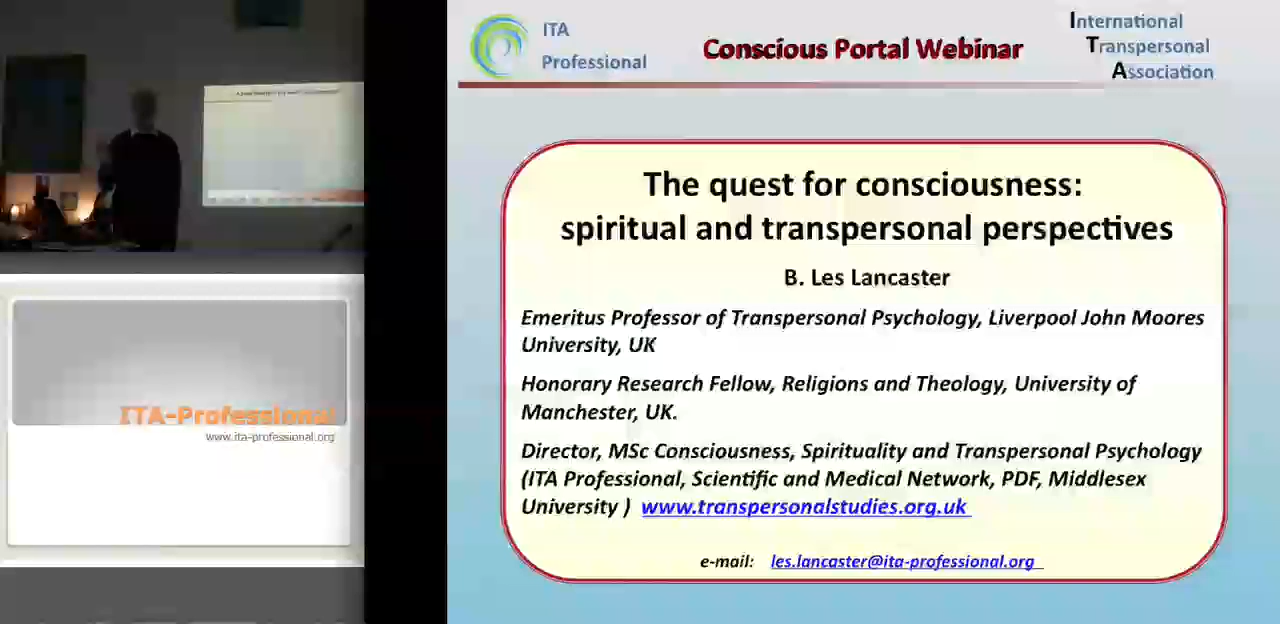 ITA
Professional
Conscious Portal Webinar
International
Transpersonal
Association
The quest for consciousness:
spiritual and transpersonal perspectives
B. Les Lancaster
Emeritus Professor of Transpersonal Psychology, Liverpool John Moores
University, UK
Honorary Research Fellow, Religions and Theology, University of
Manchester, UK.
Director, MSc Consciousness, Spirituality and Transpersonal Psychology
(ITA Professional, Scientific and Medical Network, PDF, Middlesex
University ) www.transpersonalstudies.org.uk
e-mail: les.lancaster@ita-professional.org
ITA-Professional
www.ita-professional.org